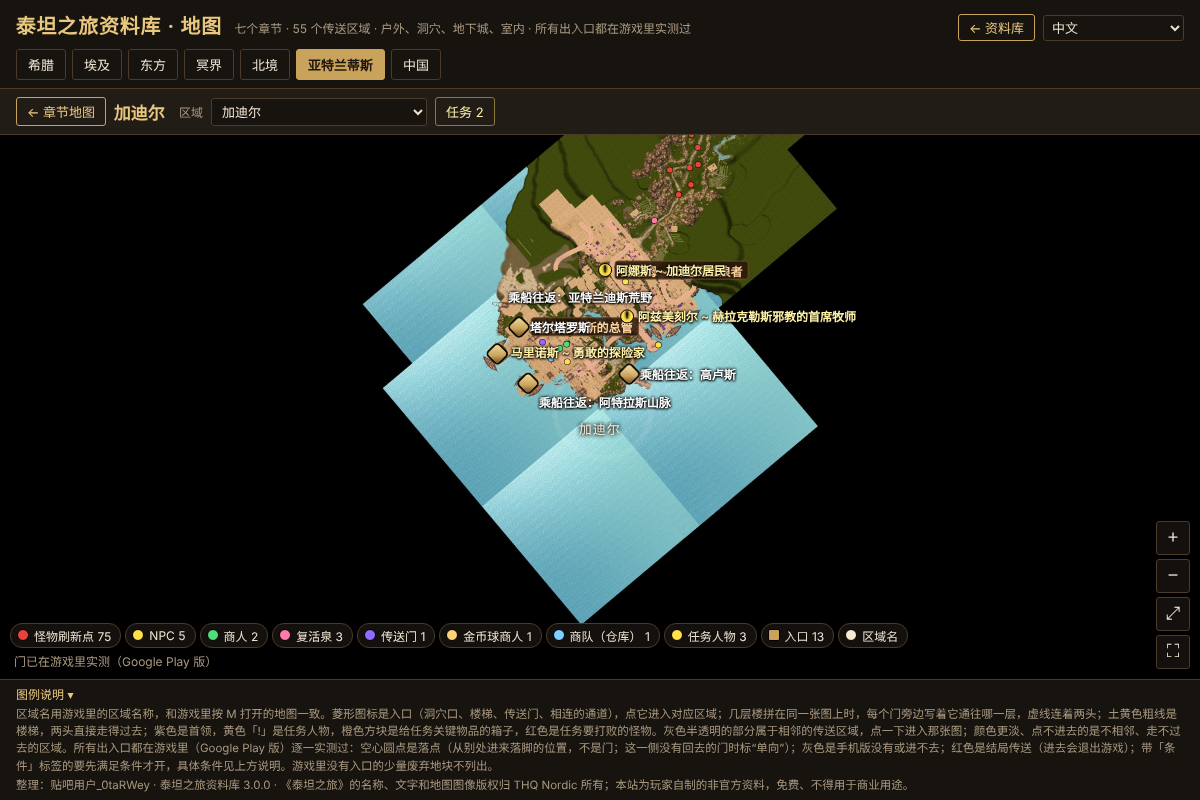 泰坦之旅资料库 · 地图 七个章节 · 55 个传送区域 · 户外、洞穴、地下城、室内 · 所有出入口都在游戏里实测过 ← 资料库 中文
希腊 埃及 东方 冥界 北境 亚特兰蒂斯 中国
← 章节地图 加迪尔 区域 加迪尔 任务 2
阿娜斯 ~ 加迪尔居民 者
乘船往返：亚特兰迪斯荒野
阿兹美刻尔 ~ 赫拉克勒斯邪教的首席牧师
塔尔塔罗斯 所的总管
马里诺斯 ~ 勇敢的探险家
乘船往返：高卢斯
乘船往返：阿特拉斯山脉
加迪尔
怪物刷新点 75 NPC 5 商人 2 复活泉 3 传送门 1 金币球商人 1 商队（仓库） 1 任务人物 3 入口 13 区域名
门已在游戏里实测（Google Play 版）
图例说明 ▾
区域名用游戏里的区域名称，和游戏里按 M 打开的地图一致。菱形图标是入口（洞穴口、楼梯、传送门、相连的通道），点它进入对应区域；几层楼拼在同一张图上时，每个门旁边写着它通往哪一层，虚线连着两头；土黄色粗线是
楼梯，两头直接走得过去；紫色是首领，黄色「!」是任务人物，橙色方块是给任务关键物品的箱子，红色是任务要打败的怪物。灰色半透明的部分属于相邻的传送区域，点一下进入那张图；颜色更淡、点不进去的是不相邻、走不过
去的区域。所有出入口都在游戏里（Google Play 版）逐一实测过：空心圆点是落点（从别处进来落脚的位置，不是门；这一侧没有回去的门时标“单向”）；灰色是手机版没有或进不去；红色是结局传送（进去会退出游戏）；带「条
件」标签的要先满足条件才开，具体条件见上方说明。游戏里没有入口的少量废弃地块不列出。
整理：贴吧用户_0taRWey · 泰坦之旅资料库 3.0.0 · 《泰坦之旅》的名称、文字和地图图像版权归 THQ Nordic 所有；本站为玩家自制的非官方资料，免费、不得用于商业用途。